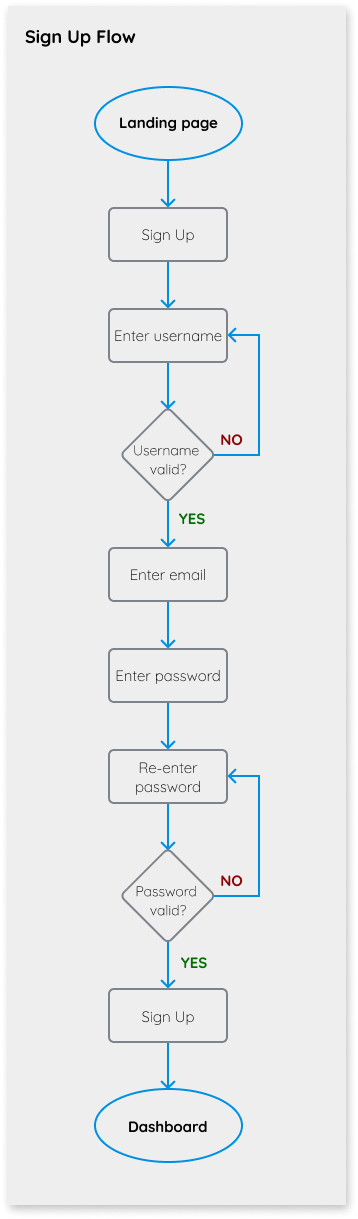 Sign Up Flow
Landing page
Sign Up
Enter username
Username
valid?
NO
YES
Enter email
Enter password
Re-enter
password
Password
valid?
NO
YES
Sign Up
Dashboard